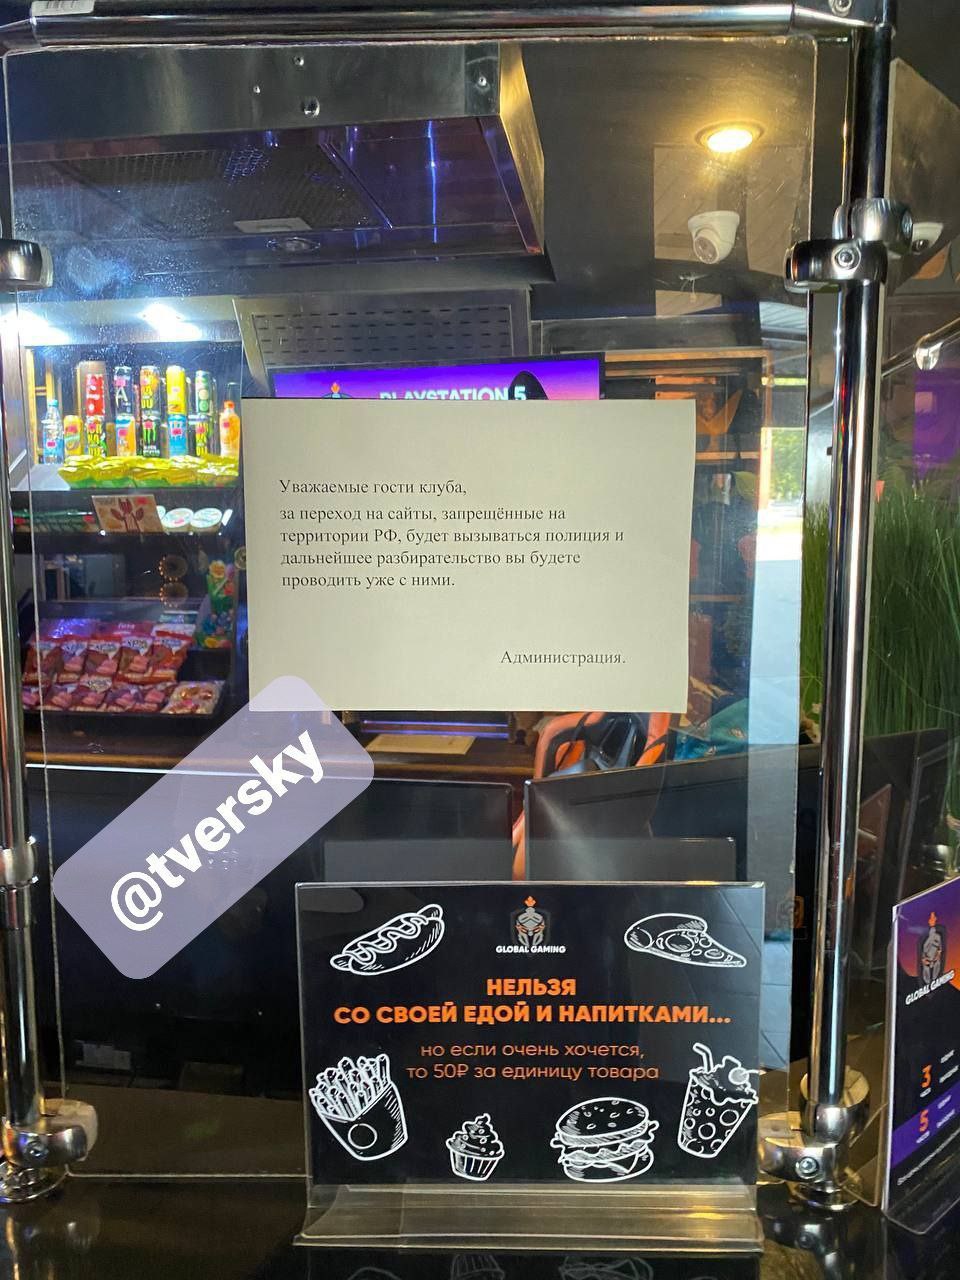 PLAYSTATION 5
Уважаемые гости клуба,
за переход на сайты, запрещённые на
территории РФ, будет вызываться полиция и
дальнейшее разбирательство вы будете
проводить уже с ними.
Администрация.
@tversky
GLOBAL GAMING
НЕЛЬЗЯ
СО СВОЕЙ ЕДОЙ И НАПИТКАМИ...
но если очень хочется,
то 50₽ за единицу товара
GLOBAL GAMING
3
5